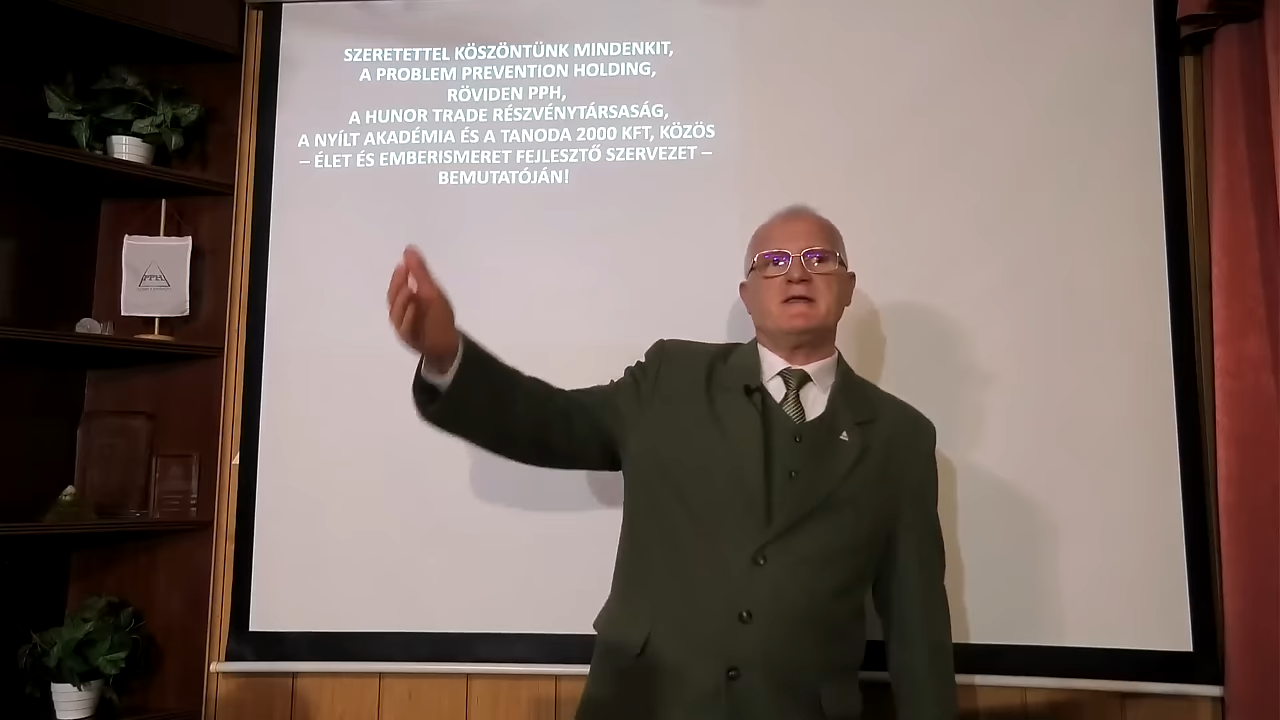 SZERETETTEL KÖSZÖNTÜNK MINDENKIT,
A PROBLEM PREVENTION HOLDING,
RÖVIDEN PPH,
A HUNOR TRADE RÉSZVÉNYTÁRSASÁG,
A NYÍLT AKADÉMIA ÉS A TANODA 2000 KFT, KÖZÖS
– ÉLET ÉS EMBERISMERET FEJLESZTŐ SZERVEZET –
BEMUTATÓJÁN!
PPH